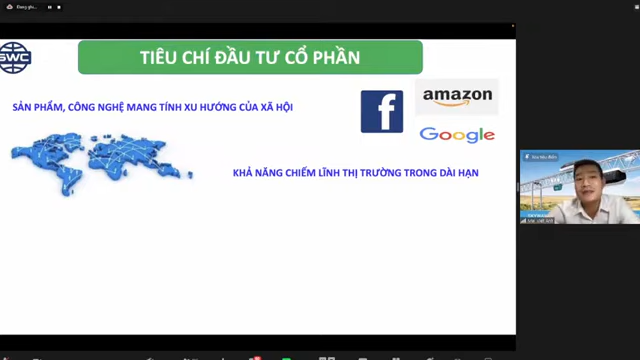 SWC
TIÊU CHÍ ĐẦU TƯ CỔ PHẦN
SẢN PHẨM, CÔNG NGHỆ MANG TÍNH XU HƯỚNG CỦA XÃ HỘI
f
amazon
Google
KHẢ NĂNG CHIẾM LĨNH THỊ TRƯỜNG TRONG DÀI HẠN